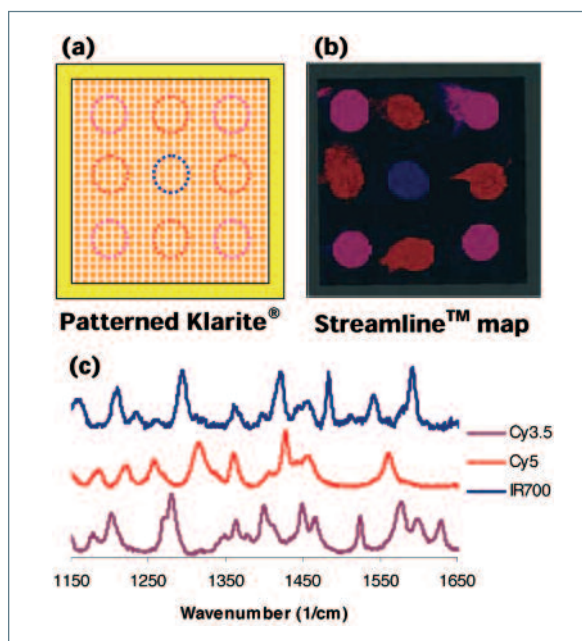 (a)
(b)
Patterned Klarite®
Streamline™ map
(c)
Cy3.5
Cy5
IR700
1150 1250 1350 1450 1550 1650
Wavenumber (1/cm)